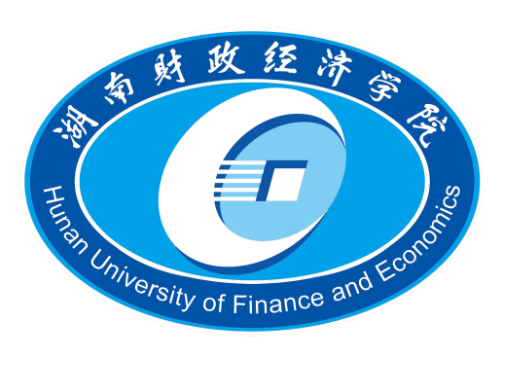 湖南财政经济学院
Hunan University of Finance and Economics